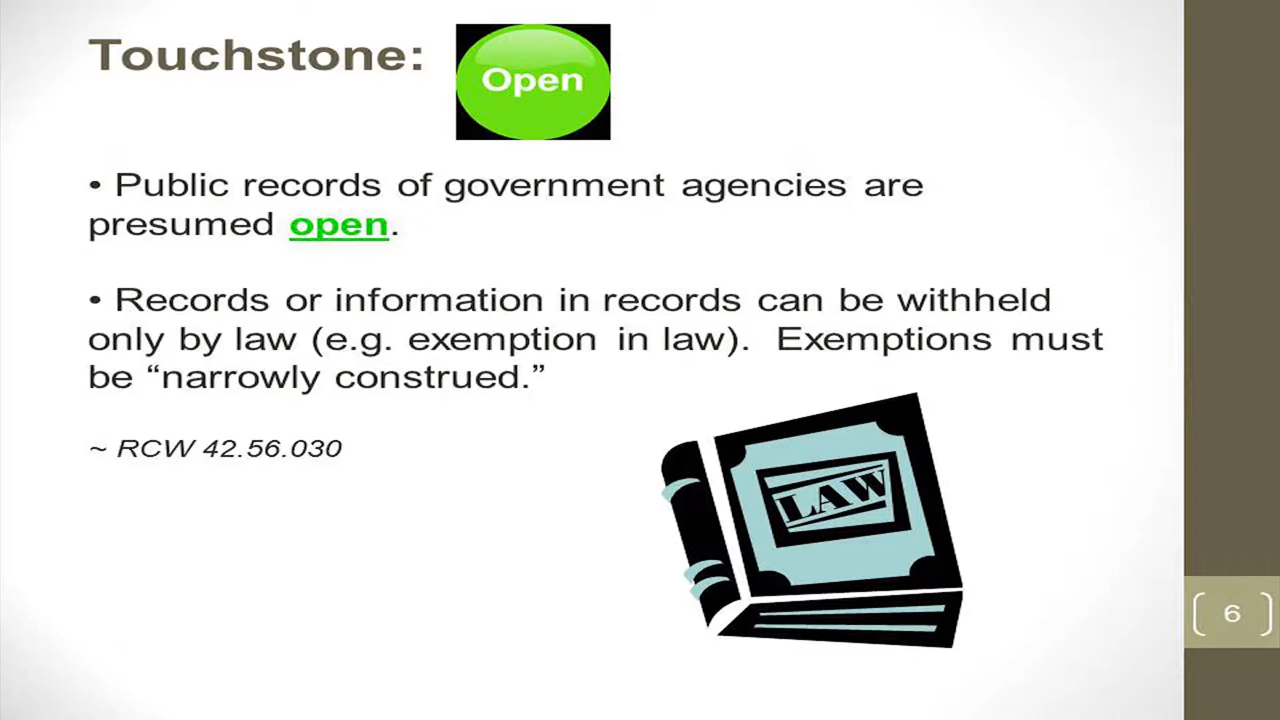 Touchstone:
Open
• Public records of government agencies are
presumed open.
• Records or information in records can be withheld
only by law (e.g. exemption in law).  Exemptions must
be “narrowly construed.”
~ RCW 42.56.030
LAW
6